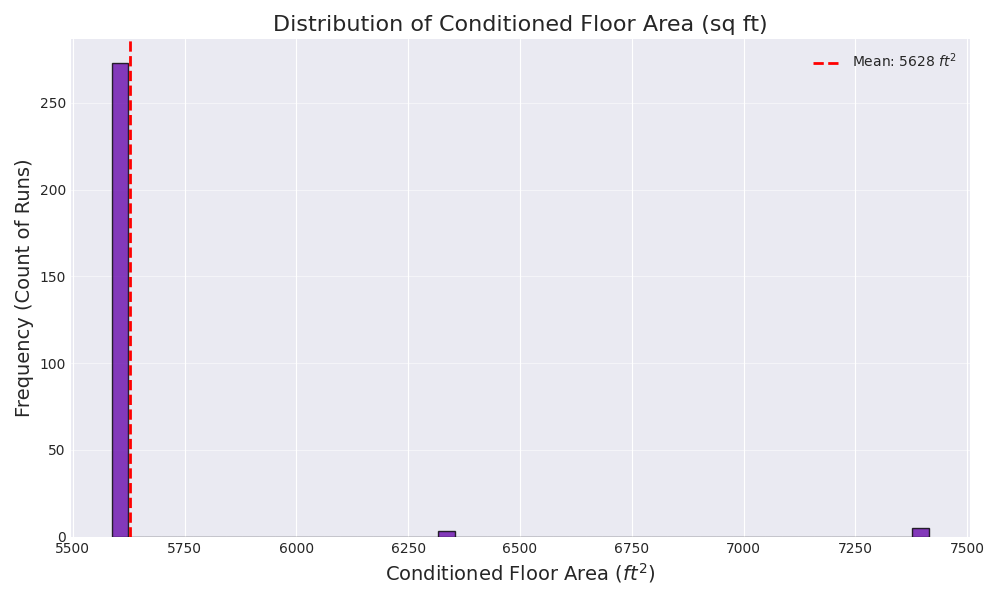 Distribution of Conditioned Floor Area (sq ft)
Mean: 5628 ft²
Frequency (Count of Runs)
250
200
150
100
50
0
5500 5750 6000 6250 6500 6750 7000 7250 7500
Conditioned Floor Area (ft²)